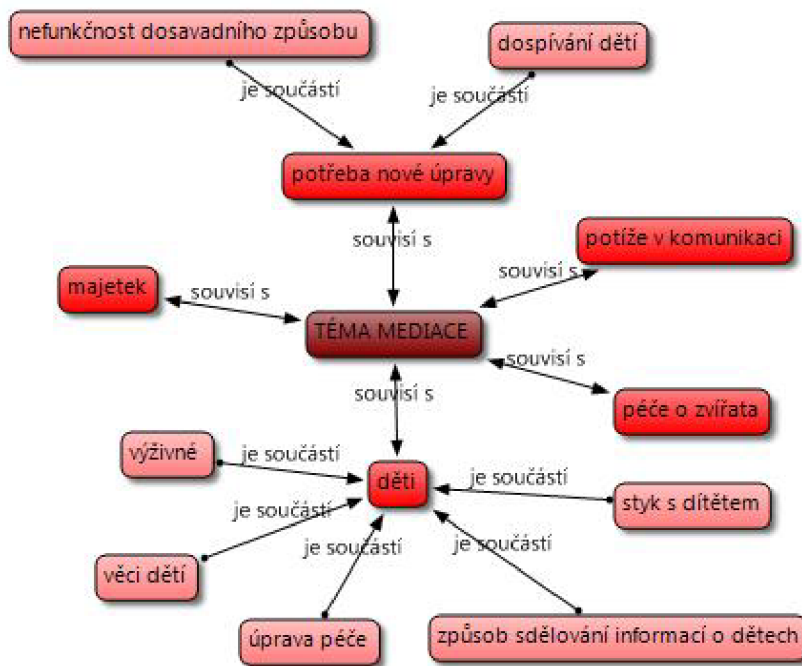 nefunkčnost dosavadního způsobu
dospívání dětí
je součástí
je součástí
potřeba nové úpravy
souvisí s
potíže v komunikaci
souvisí s
majetek
souvisí s
TÉMA MEDIACE
souvisí s
péče o zvířata
souvisí s
výživné
je součástí
děti
je součástí
styk s dítětem
je součástí
věci dětí
je součástí
je součástí
úprava péče
způsob sdělování informací o dětech